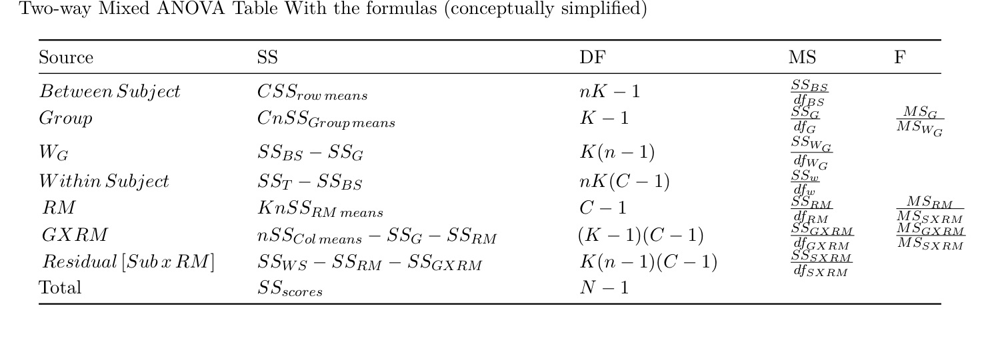 Two-way Mixed ANOVA Table With the formulas (conceptually simplified)
Source SS DF MS F
Between Subject $CSS_{row\,means}$ $nK - 1$ $\frac{SS_{BS}}{df_{BS}}$
Group $CnSS_{Group\,means}$ $K - 1$ $\frac{SS_G}{df_G}$ $\frac{MS_G}{MS_{W_G}}$
$W_G$ $SS_{BS} - SS_G$ $K(n - 1)$ $\frac{SS_{W_G}}{df_{W_G}}$
Within Subject $SS_T - SS_{BS}$ $nK(C - 1)$ $\frac{SS_w}{df_w}$
RM $KnSS_{RM\,means}$ $C - 1$ $\frac{SS_{RM}}{df_{RM}}$ $\frac{MS_{RM}}{MS_{SXRM}}$
GXRM $nSS_{Col\,means} - SS_G - SS_{RM}$ $(K - 1)(C - 1)$ $\frac{SS_{GXRM}}{df_{GXRM}}$ $\frac{MS_{GXRM}}{MS_{SXRM}}$
Residual [Sub x RM] $SS_{WS} - SS_{RM} - SS_{GXRM}$ $K(n - 1)(C - 1)$ $\frac{SS_{SXRM}}{df_{SXRM}}$
Total $SS_{scores}$ $N - 1$